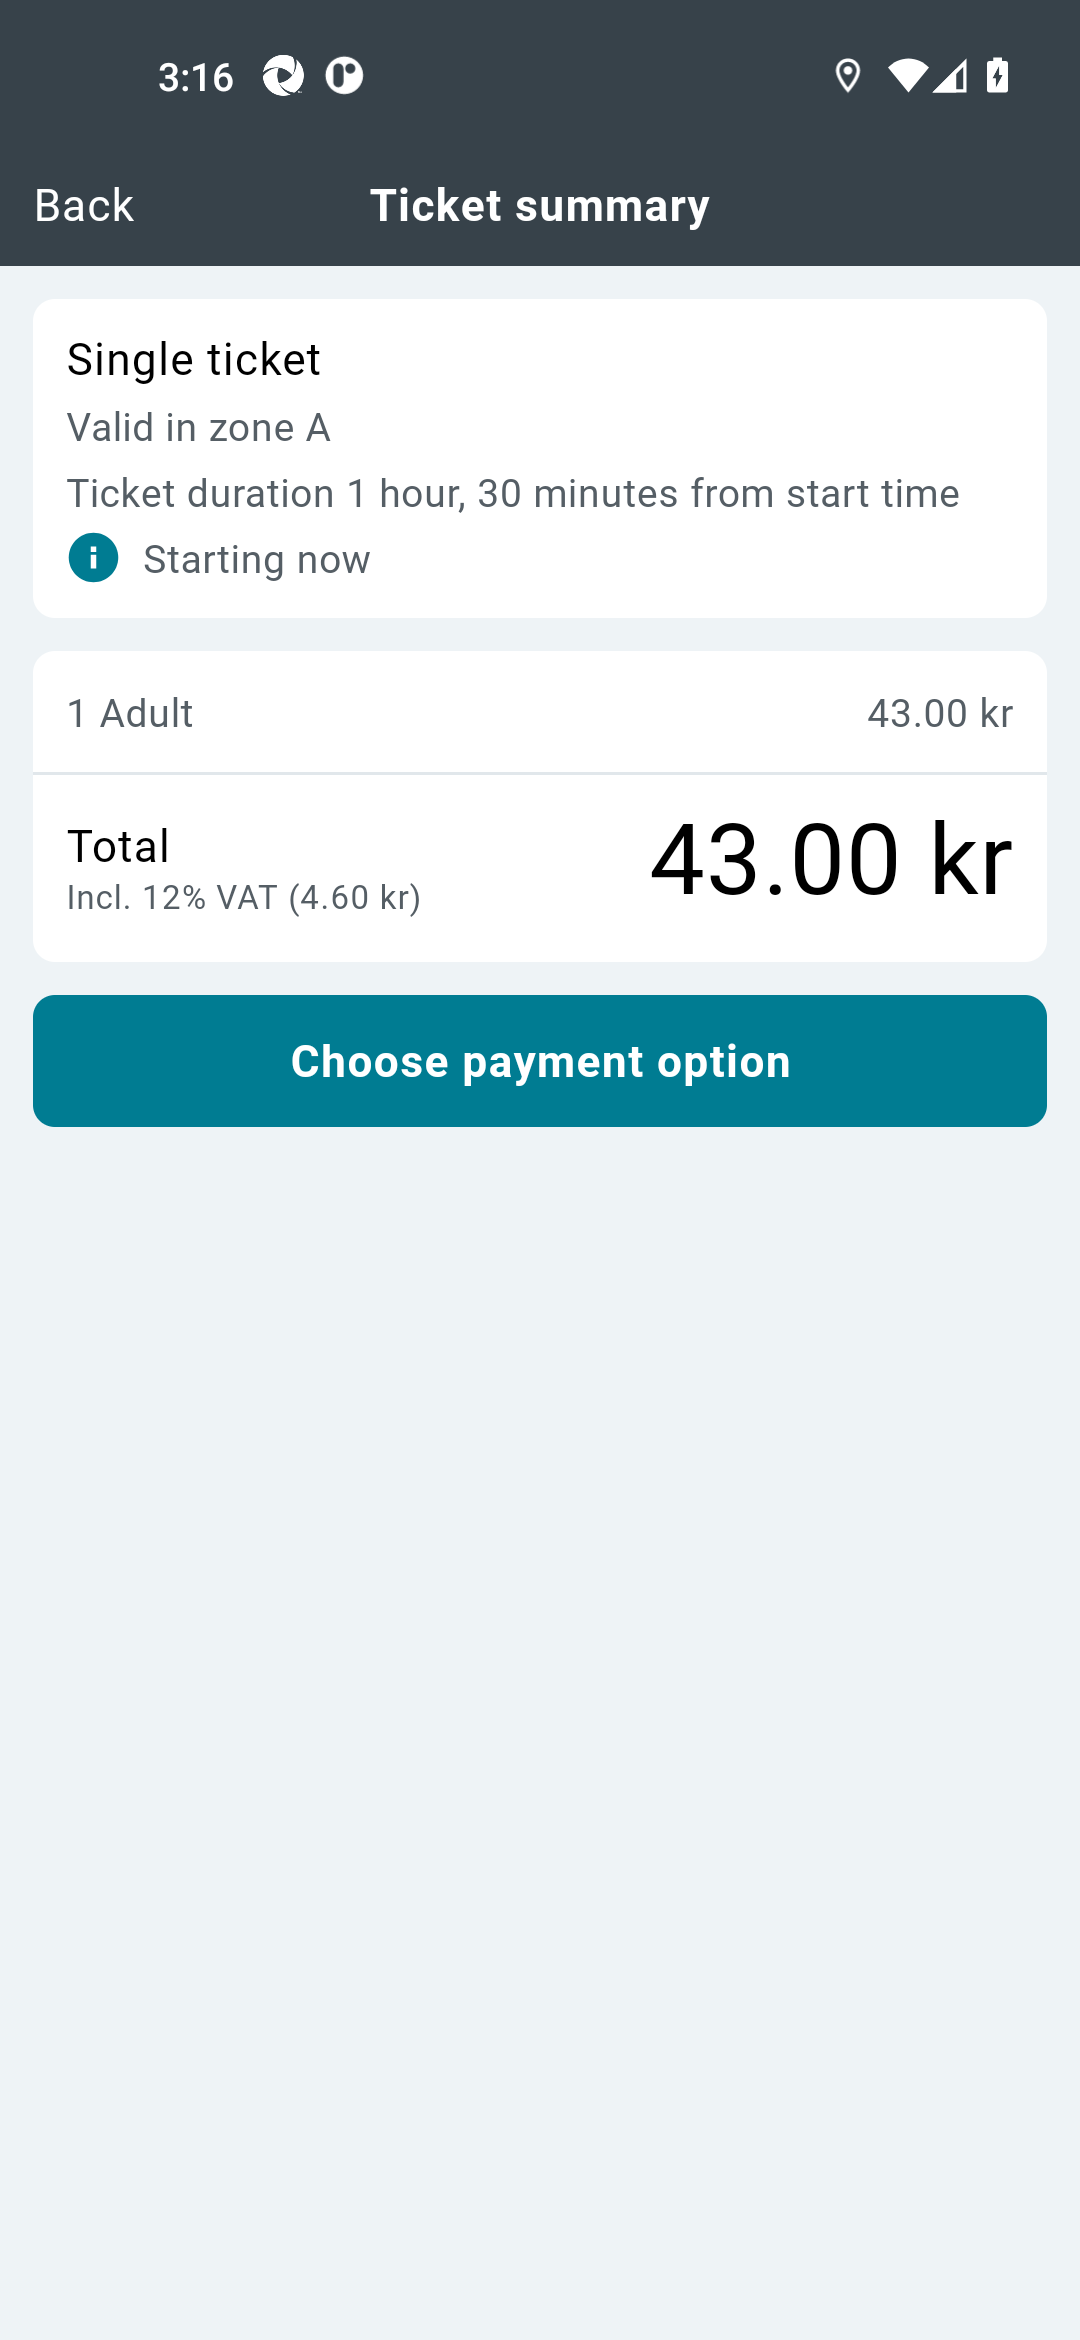 3:16
Back
Ticket summary
Single ticket
Valid in zone A
Ticket duration 1 hour, 30 minutes from start time
Starting now
1 Adult 43.00 kr
Total 43.00 kr
Incl. 12% VAT (4.60 kr)
Choose payment option